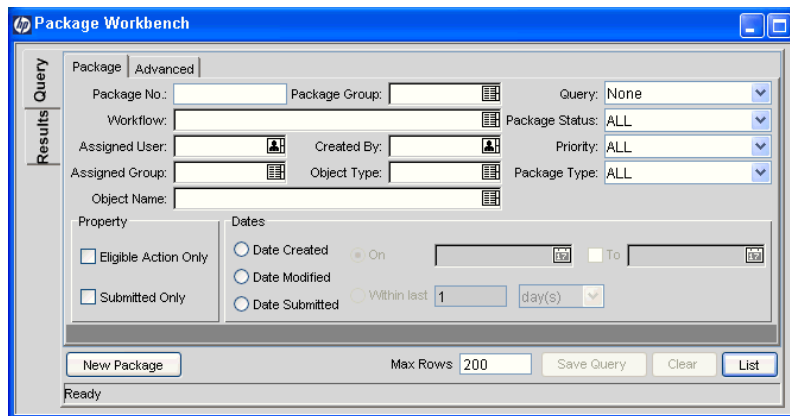 hp Package Workbench
Query
Results
Package Advanced
Package No.: Package Group: Query: None
Workflow: Package Status: ALL
Assigned User: Created By: Priority: ALL
Assigned Group: Object Type: Package Type: ALL
Object Name:
Property Dates
Eligible Action Only Date Created On To
Date Modified
Submitted Only Date Submitted Within last 1 day(s)
New Package Max Rows 200 Save Query Clear List
Ready